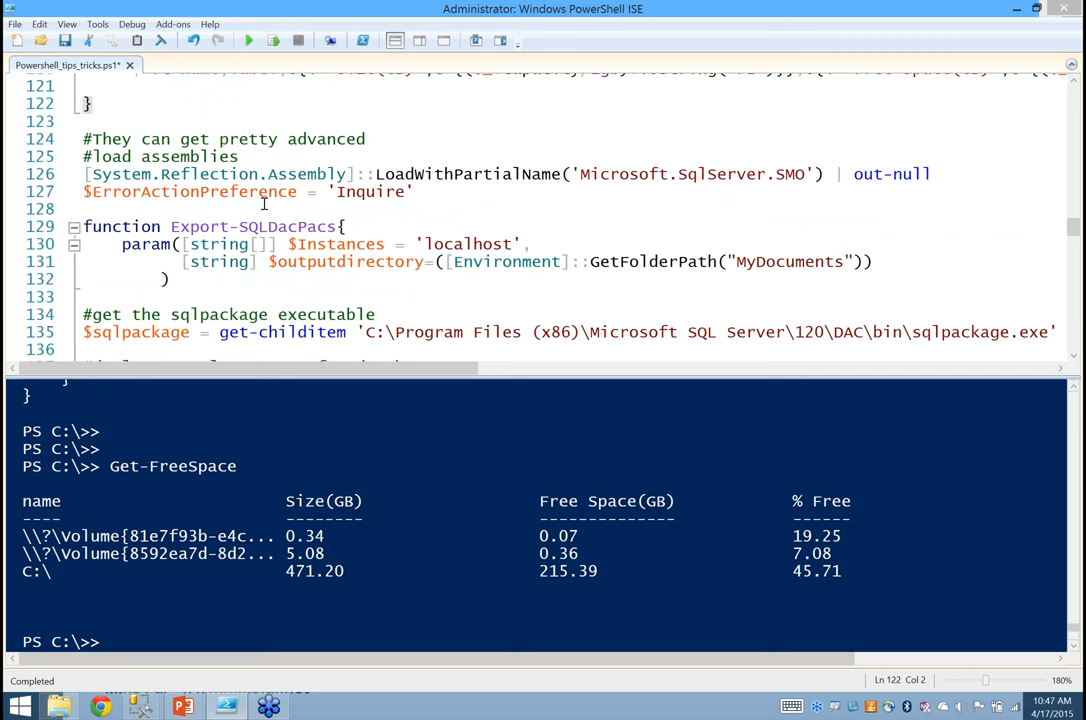 Administrator: Windows PowerShell ISE
File Edit View Tools Debug Add-ons Help
Powershell_tips_tricks.ps1*
121
122 }
123
124 #They can get pretty advanced
125 #load assemblies
126 [System.Reflection.Assembly]::LoadWithPartialName('Microsoft.SqlServer.SMO') | out-null
127 $ErrorActionPreference = 'Inquire'
128
129 function Export-SQLDacPacs{
130 param([string[]] $Instances = 'localhost',
131 [string] $outputdirectory=([Environment]::GetFolderPath("MyDocuments"))
132 )
133
134 #get the sqlpackage executable
135 $sqlpackage = get-childitem 'C:\Program Files (x86)\Microsoft SQL Server\120\DAC\bin\sqlpackage.exe'
136
}
PS C:\>>
PS C:\>>
PS C:\>> Get-FreeSpace
name Size(GB) Free Space(GB) % Free
---- -------- -------------- ------
\\?\Volume{81e7f93b-e4c... 0.34 0.07 19.25
\\?\Volume{8592ea7d-8d2... 5.08 0.36 7.08
C:\ 471.20 215.39 45.71
PS C:\>>
Completed Ln 122 Col 2 180%
10:47 AM
4/17/2015